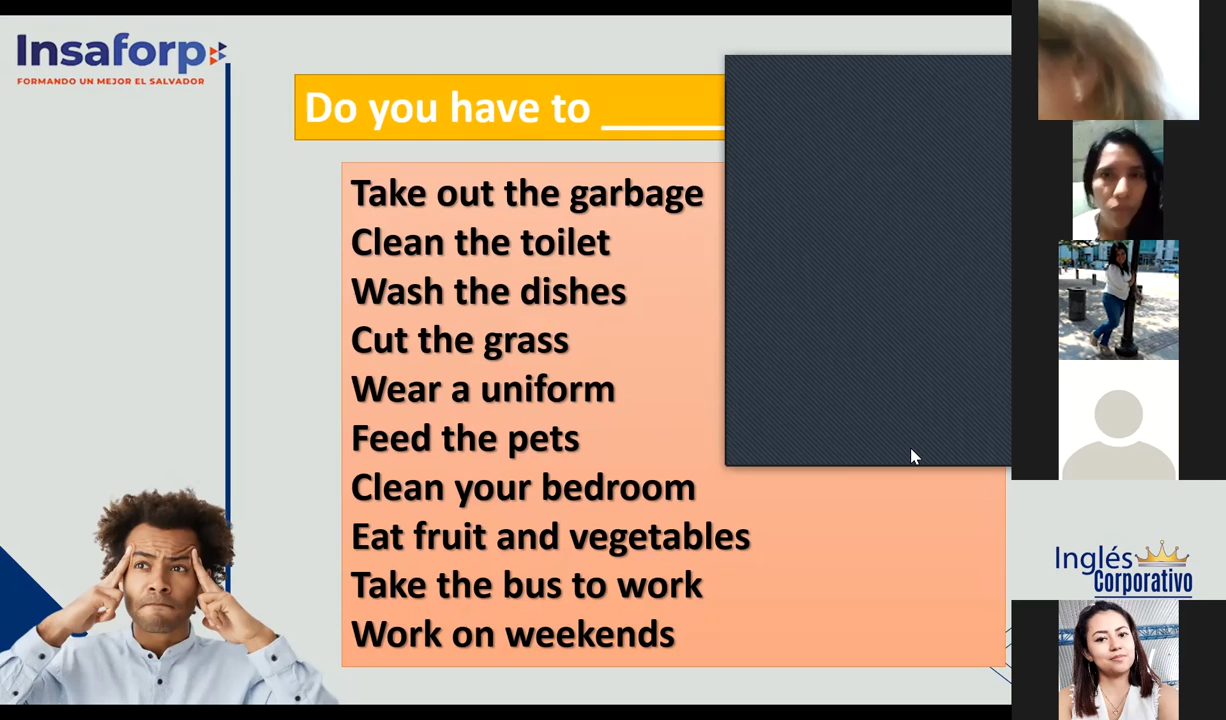 Insaforp
FORMANDO UN MEJOR EL SALVADOR
Do you have to ______
Take out the garbage
Clean the toilet
Wash the dishes
Cut the grass
Wear a uniform
Feed the pets
Clean your bedroom
Eat fruit and vegetables
Take the bus to work
Work on weekends
Inglés
Corporativo